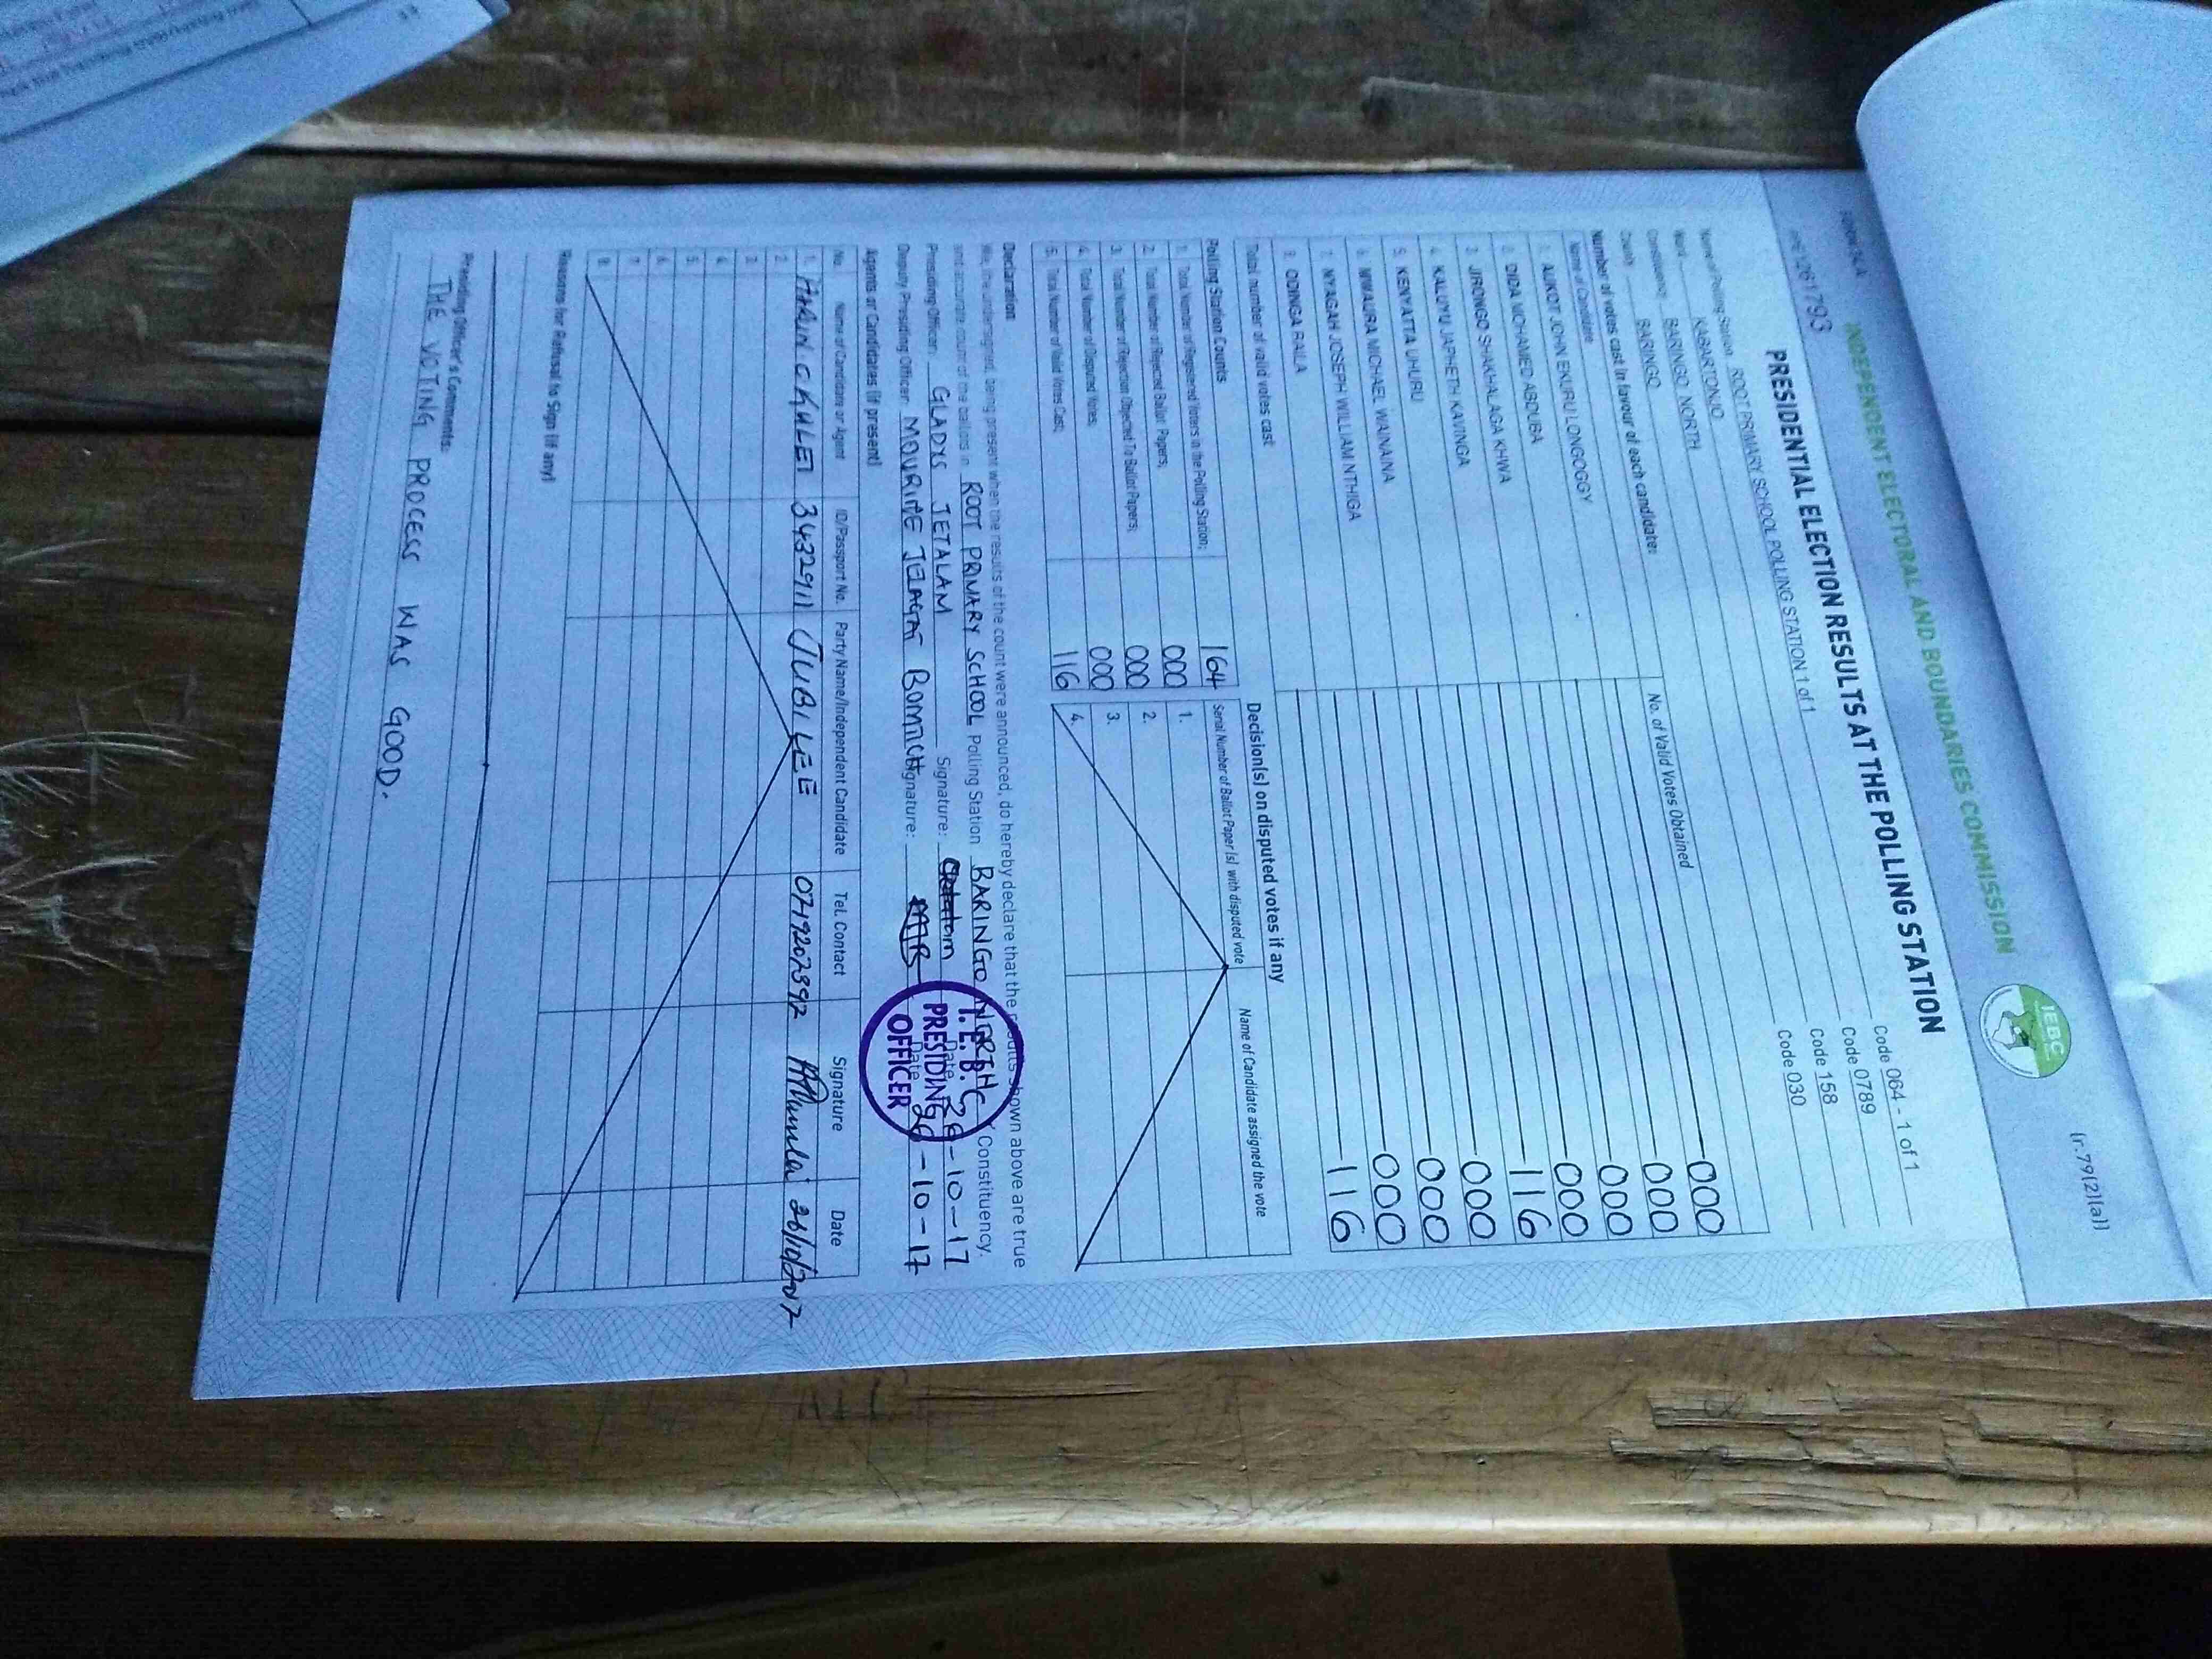 (r.79(2)(a))
FORM 34A
INDEPENDENT ELECTORAL AND BOUNDARIES COMMISSION
IEBC
061793
PRESIDENTIAL ELECTION RESULTS AT THE POLLING STATION
Name of Polling Station ROOT PRIMARY SCHOOL POLLING STATION 1 of 1 Code 064 - 1 of 1
Ward KABARTONJO Code 0789
Constituency BARINGO NORTH Code 158
County BARINGO Code 030
Number of votes cast in favour of each candidate:
Name of Candidate No. of Valid Votes Obtained
1. AUKOT JOHN EKURU LONGOGGY 000
2. DIDA MOHAMED ABDUBA 000
3. JIRONGO SHAKHALAGA KHWA 000
4. KALUYU JAPHETH KAVINGA 000
5. KENYATTA UHURU 116
6. MWAURA MICHAEL WAINAINA 000
7. NYAGAH JOSEPH WILLIAM NTHIGA 000
8. ODINGA RAILA 000
Total number of valid votes cast 116
Polling Station Counts
1. Total Number of Registered Voters in the Polling Station; 164
2. Total Number of Rejected Ballot Papers; 000
3. Total Number of Rejection Objected To Ballot Papers; 000
4. Total Number of Disputed Votes; 000
5. Total Number of Valid Votes Cast; 116
Decision(s) on disputed votes if any
Serial Number of Ballot Paper (s) with disputed vote Name of Candidate assigned the vote
1.
2.
3.
4.
Declaration
We, the undersigned, being present when the results of the count were announced, do hereby declare that the results shown above are true
and accurate count of the ballots in ROOT PRIMARY SCHOOL Polling Station BARINGO NORTH Constituency.
Presiding Officer: GLADYS JETALAM Signature: Date 26-10-17
Deputy Presiding Officer: Signature: Date 26-10-17
I.E.B.C
PRESIDING
OFFICER
Agents or Candidates (if present)
No. Name of Candidate or Agent ID/Passport No. Party Name/Independent Candidate Tel. Contact Signature Date
1. 3432911 JUBILEE 0719207392 26/10/2017
2.
3.
4.
5.
6.
7.
8.
Reasons for Refusal to Sign (if any)
Presiding Officer's Comments:
THE VOTING PROCESS WAS GOOD.